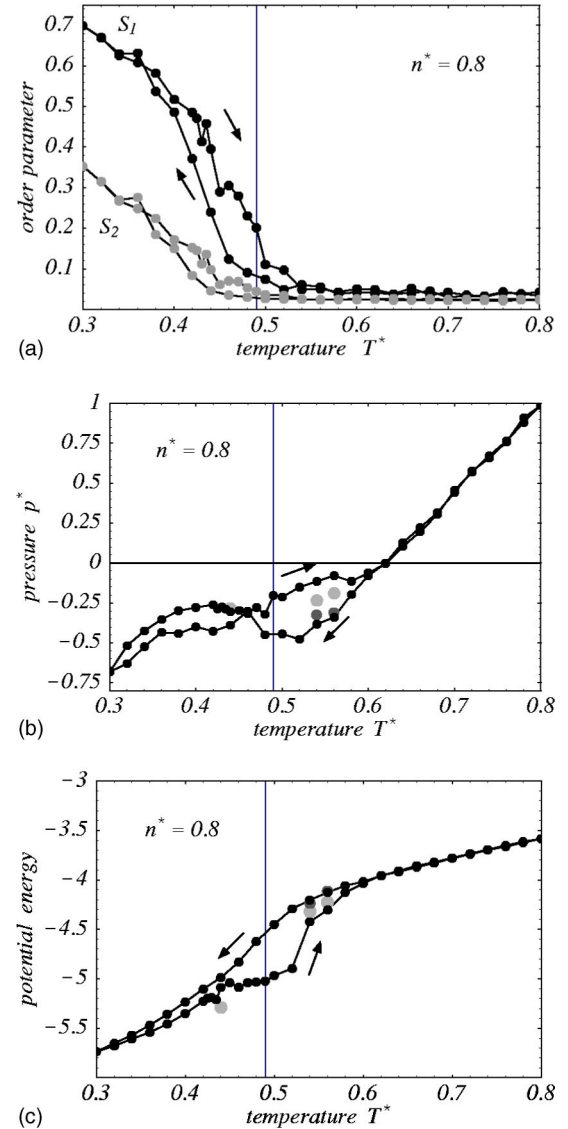 0.7
0.6
0.5
0.4
0.3
0.2
0.1
order parameter
S1
S2
n* = 0.8
0.3 0.4 0.5 0.6 0.7 0.8
(a)
temperature T*
1
0.75
0.5
0.25
0
-0.25
-0.5
-0.75
pressure p*
n* = 0.8
0.3 0.4 0.5 0.6 0.7 0.8
(b)
temperature T*
-3
-3.5
-4
-4.5
-5
-5.5
potential energy
n* = 0.8
0.3 0.4 0.5 0.6 0.7 0.8
(c)
temperature T*